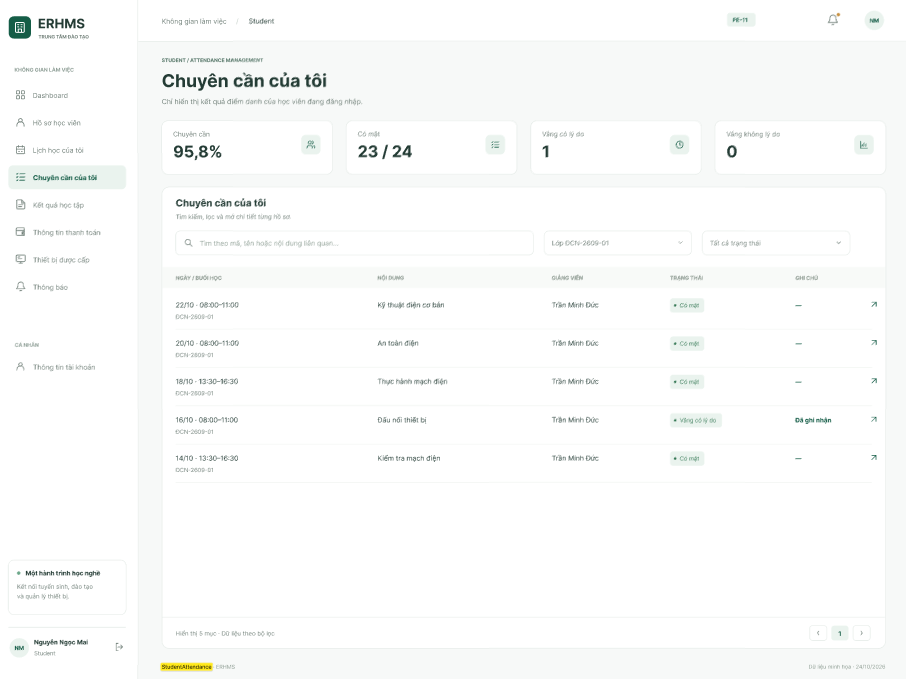 ERHMS
TRUNG TÂM ĐÀO TẠO
KHÔNG GIAN LÀM VIỆC
Dashboard
Hồ sơ học viên
Lịch học của tôi
Chuyên cần của tôi
Kết quả học tập
Thông tin thanh toán
Thiết bị được cấp
Thông báo
CÁ NHÂN
Thông tin tài khoản
Một hành trình học nghề
Kết nối tuyển sinh, đào tạo
và quản lý thiết bị.
NM
Nguyễn Ngọc Mai
Student
Không gian làm việc / Student
FE-11
NM
STUDENT / ATTENDANCE MANAGEMENT
Chuyên cần của tôi
Chỉ hiển thị kết quả điểm danh của học viên đang đăng nhập.
Chuyên cần
95,8%
Có mặt
23 / 24
Vắng có lý do
1
Vắng không lý do
0
Chuyên cần của tôi
Tìm kiếm, lọc và mở chi tiết từng hồ sơ
Tìm theo mã, tên hoặc nội dung liên quan...
Lớp ĐCN-2609-01
Tất cả trạng thái
NGÀY / BUỔI HỌC NỘI DUNG GIẢNG VIÊN TRẠNG THÁI GHI CHÚ
22/10 · 08:00–11:00 Kỹ thuật điện cơ bản Trần Minh Đức Có mặt —
ĐCN-2609-01
20/10 · 08:00–11:00 An toàn điện Trần Minh Đức Có mặt —
ĐCN-2609-01
18/10 · 13:30–16:30 Thực hành mạch điện Trần Minh Đức Có mặt —
ĐCN-2609-01
16/10 · 08:00–11:00 Đấu nối thiết bị Trần Minh Đức Vắng có lý do Đã ghi nhận
ĐCN-2609-01
14/10 · 13:30–16:30 Kiểm tra mạch điện Trần Minh Đức Có mặt —
ĐCN-2609-01
Hiển thị 5 mục · Dữ liệu theo bộ lọc
1
StudentAttendance · ERHMS
Dữ liệu minh họa · 24/10/2026